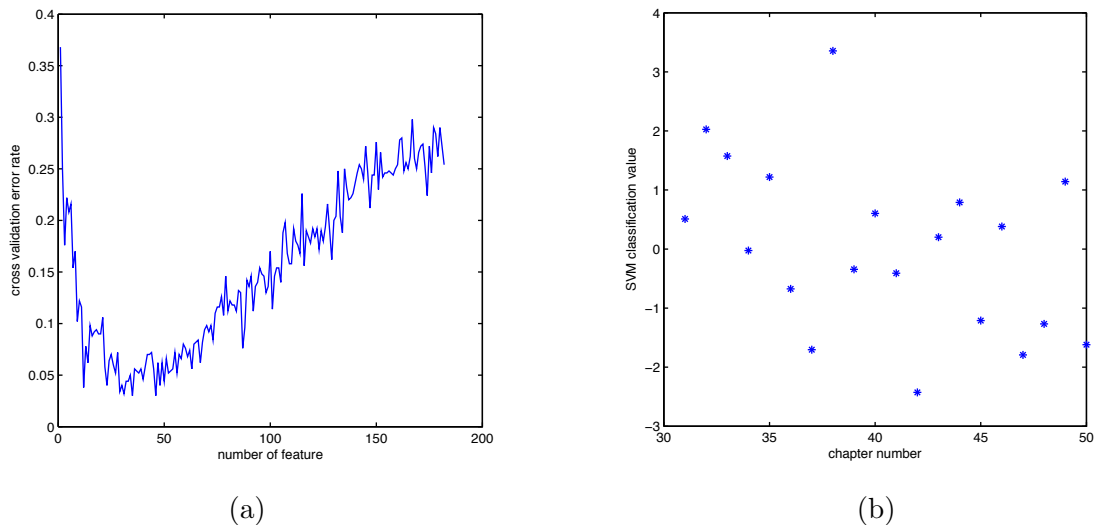 0.4
0.35
0.3
0.25
0.2
0.15
0.1
0.05
0
0 50 100 150 200
cross validation error rate
number of feature
(a)
4
3
2
1
0
−1
−2
−3
30 35 40 45 50
SVM classification value
chapter number
(b)